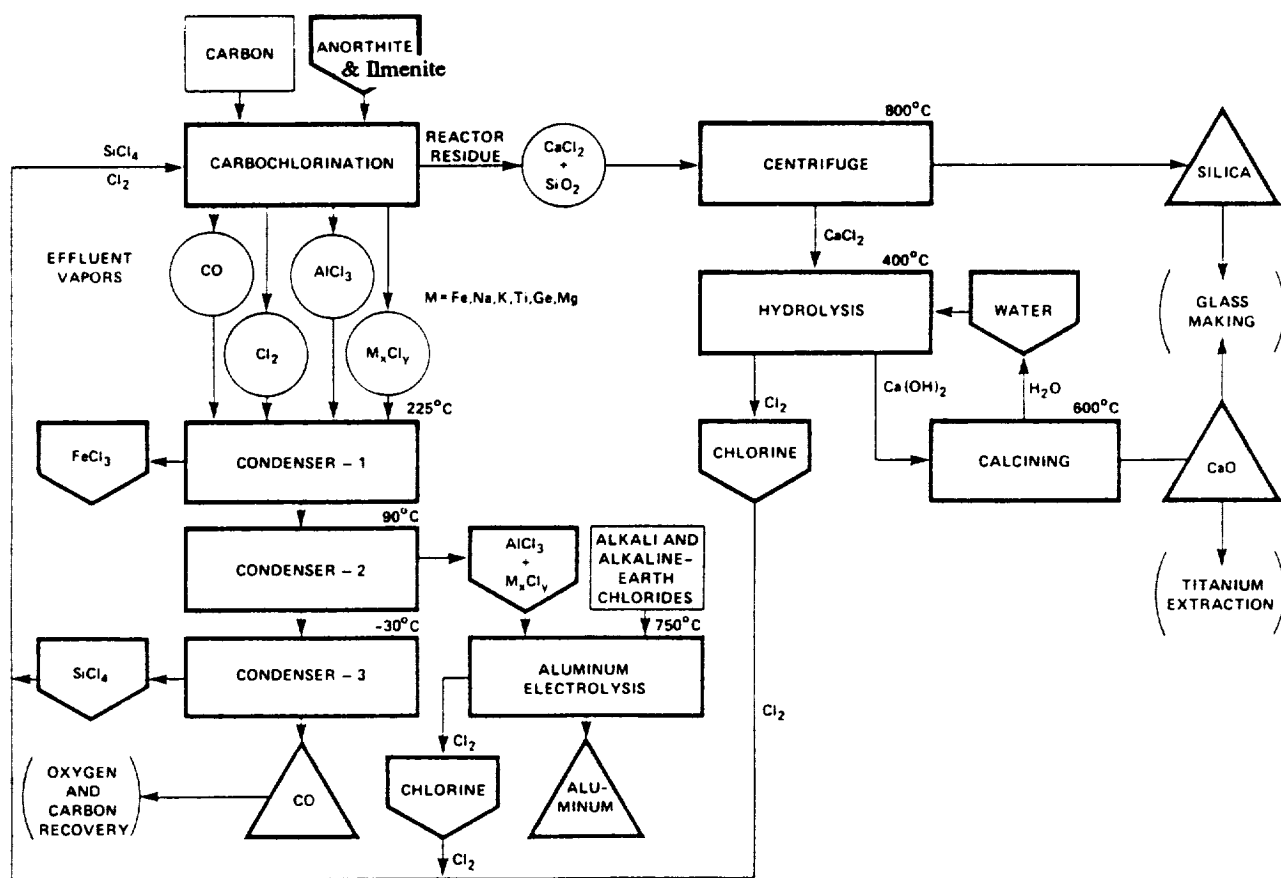 CARBON
ANORTHITE
& Ilmenite
SiCl4
Cl2
CARBOCHLORINATION
REACTOR
RESIDUE
CaCl2
+
SiO2
800°C
CENTRIFUGE
SILICA
EFFLUENT
VAPORS
CO
Cl2
AlCl3
MxCly
M = Fe,Na,K,Ti,Ge,Mg
CaCl2
400°C
HYDROLYSIS
WATER
(GLASS
MAKING)
Cl2
Ca(OH)2
H2O
600°C
CHLORINE
CALCINING
CaO
(TITANIUM
EXTRACTION)
225°C
FeCl3
CONDENSER – 1
90°C
CONDENSER – 2
AlCl3
+
MxCly
ALKALI AND
ALKALINE-
EARTH
CHLORIDES
-30°C
SiCl4
CONDENSER – 3
750°C
ALUMINUM
ELECTROLYSIS
Cl2
Cl2
(OXYGEN
AND
CARBON
RECOVERY)
CO
CHLORINE
ALU-
MINUM
Cl2